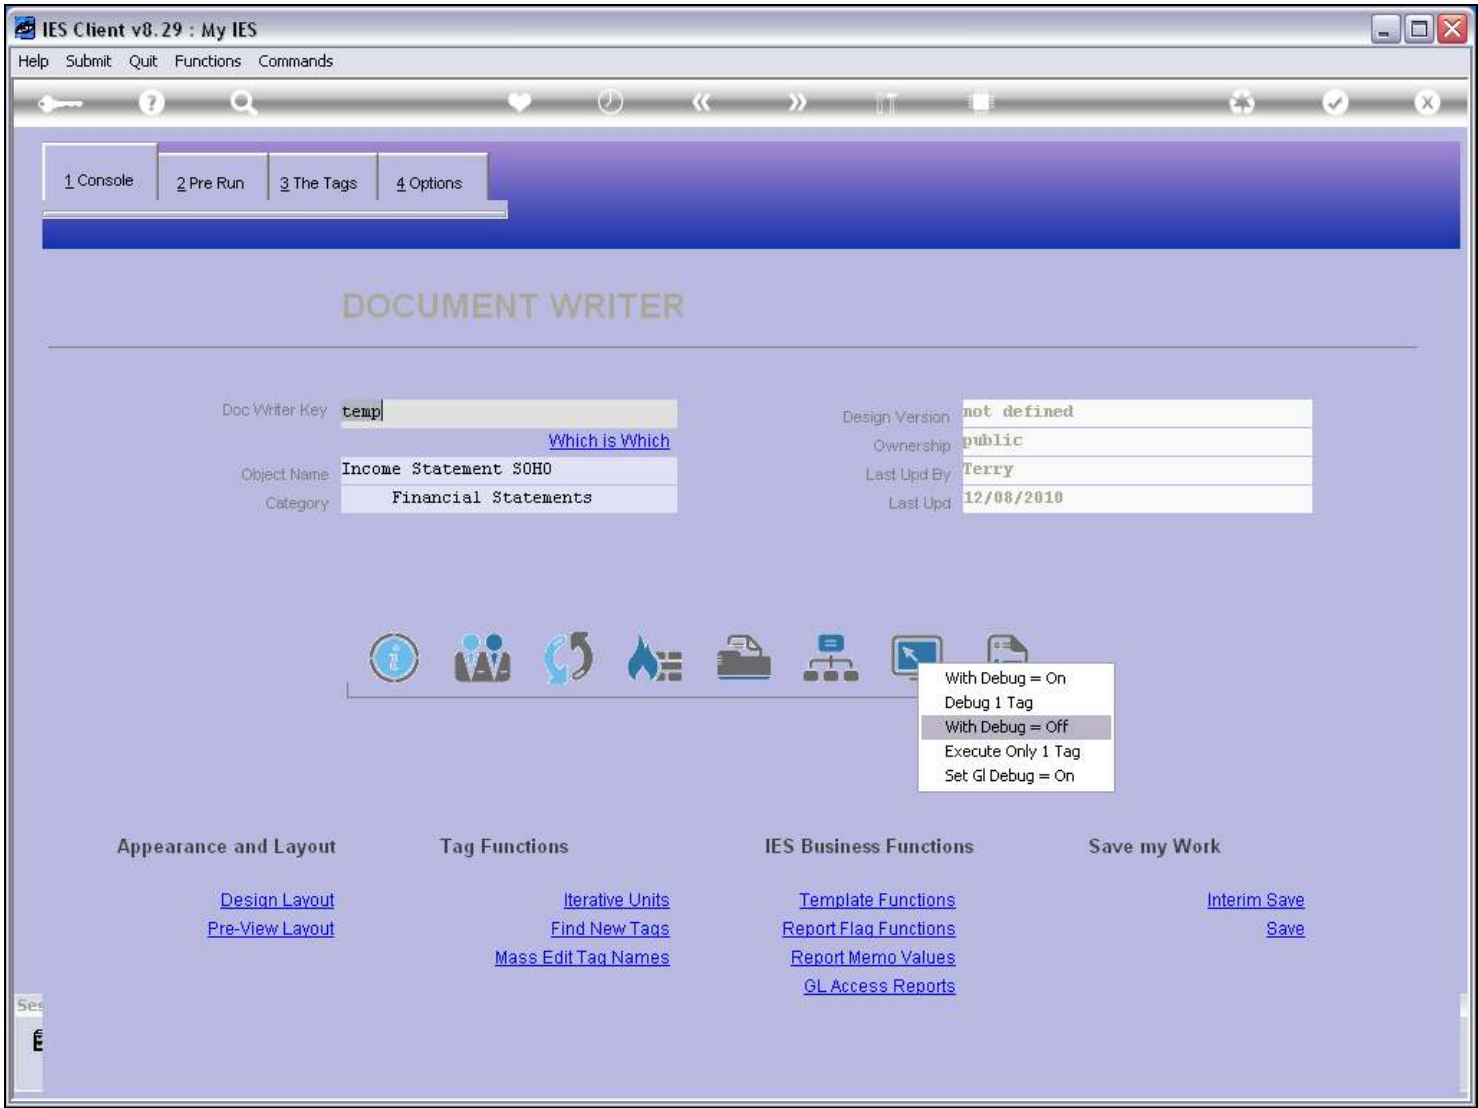 IES Client v8.29 : My IES
Help Submit Quit Functions Commands
1 Console 2 Pre Run 3 The Tags 4 Options
DOCUMENT WRITER
Doc Writer Key temp
Which is Which
Object Name Income Statement SOHO
Category Financial Statements
Design Version not defined
Ownership public
Last Upd By Terry
Last Upd 12/08/2010
With Debug = On
Debug 1 Tag
With Debug = Off
Execute Only 1 Tag
Set Gl Debug = On
Appearance and Layout
Design Layout
Pre-View Layout
Tag Functions
Iterative Units
Find New Tags
Mass Edit Tag Names
IES Business Functions
Template Functions
Report Flag Functions
Report Memo Values
GL Access Reports
Save my Work
Interim Save
Save